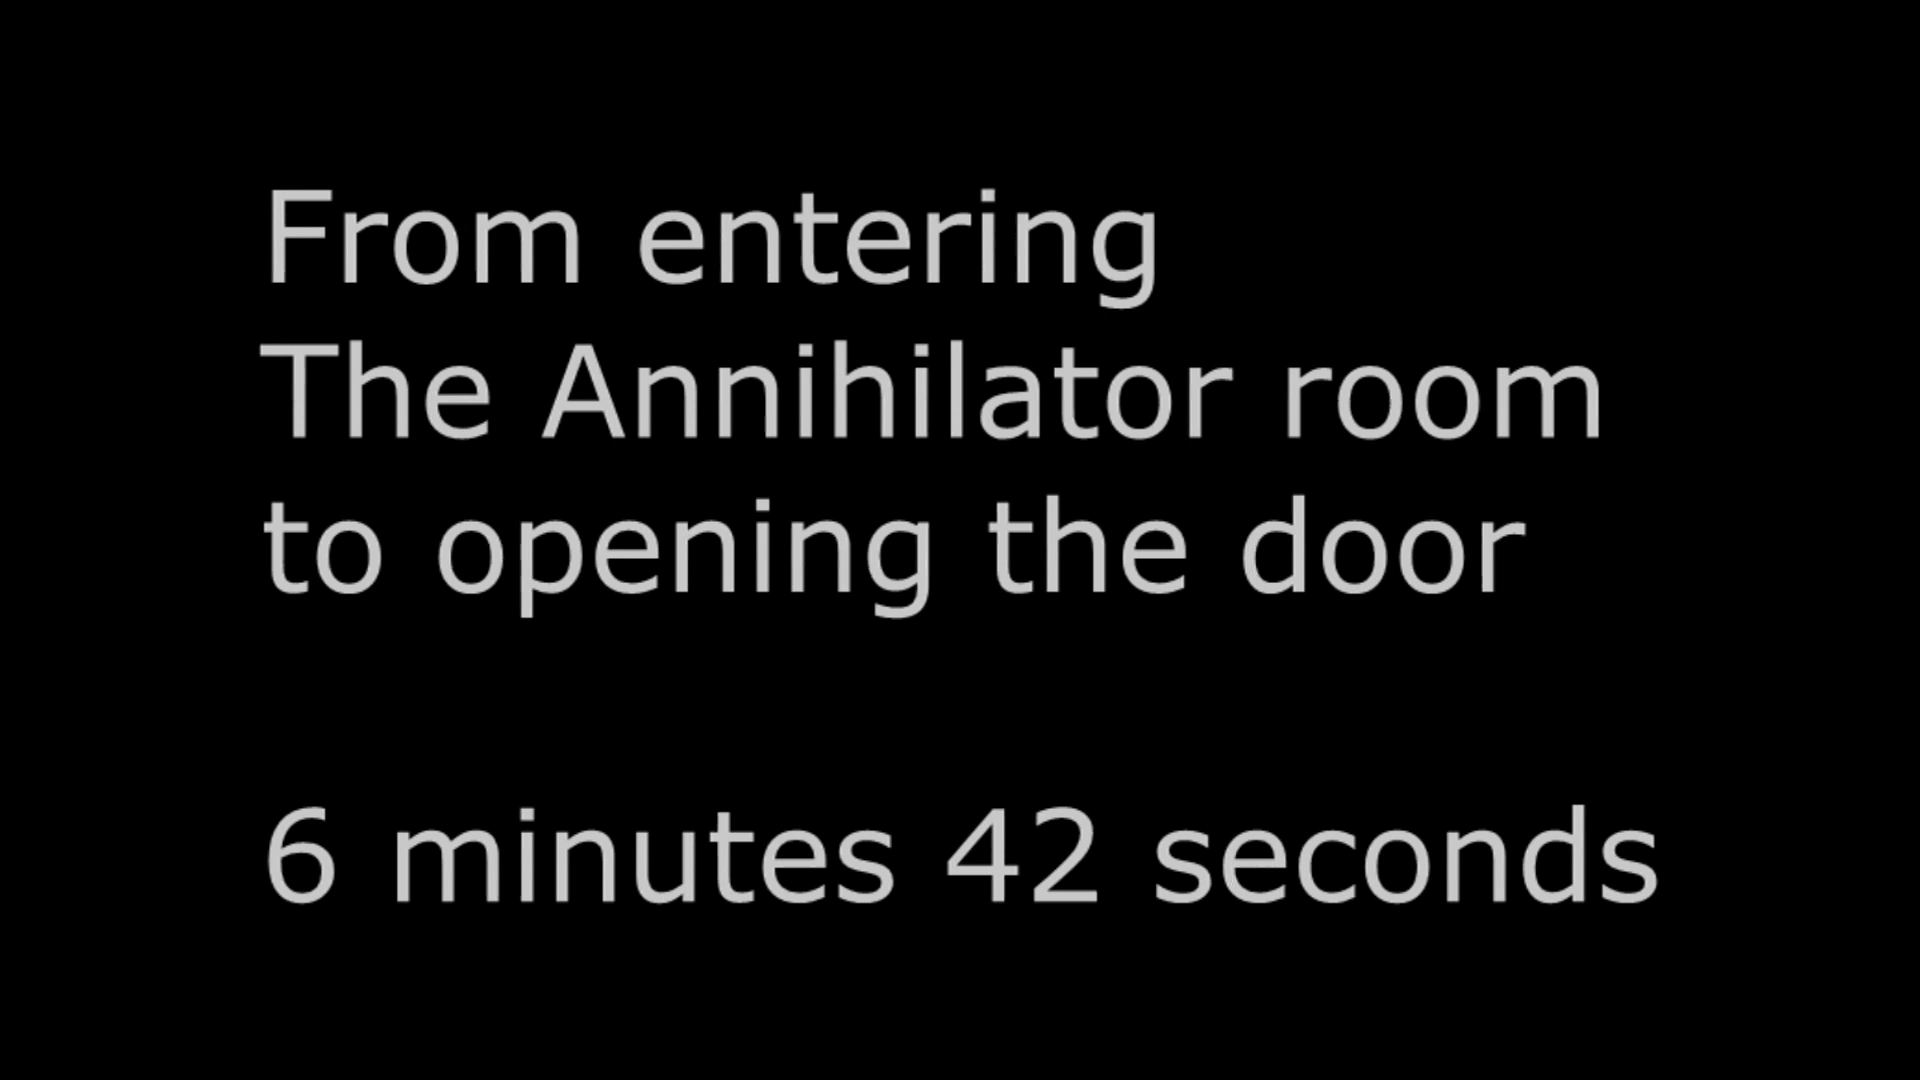 From entering
The Annihilator room
to opening the door
6 minutes 42 seconds